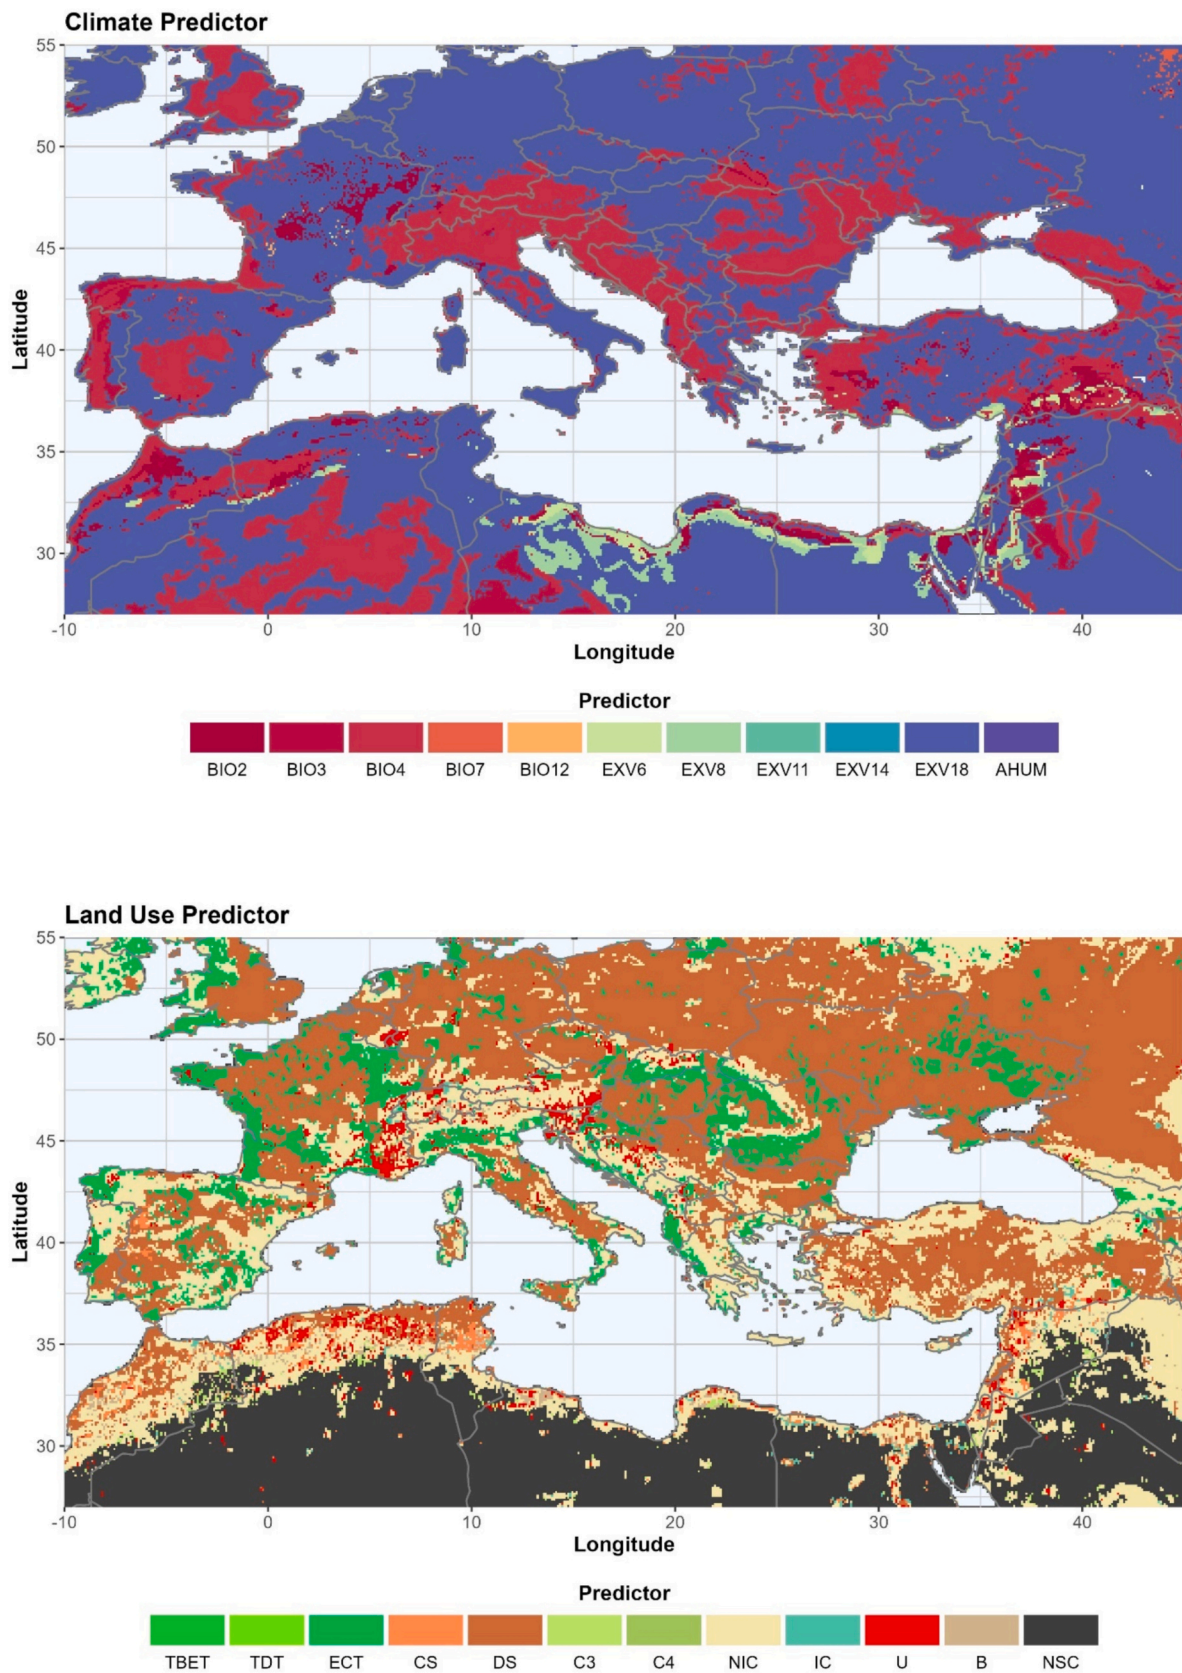 Climate Predictor
55
50
45
40
35
30
Latitude
-10 0 10 20 30 40
Longitude
Predictor
BIO2 BIO3 BIO4 BIO7 BIO12 EXV6 EXV8 EXV11 EXV14 EXV18 AHUM
Land Use Predictor
55
50
45
40
35
30
Latitude
-10 0 10 20 30 40
Longitude
Predictor
TBET TDT ECT CS DS C3 C4 NIC IC U B NSC